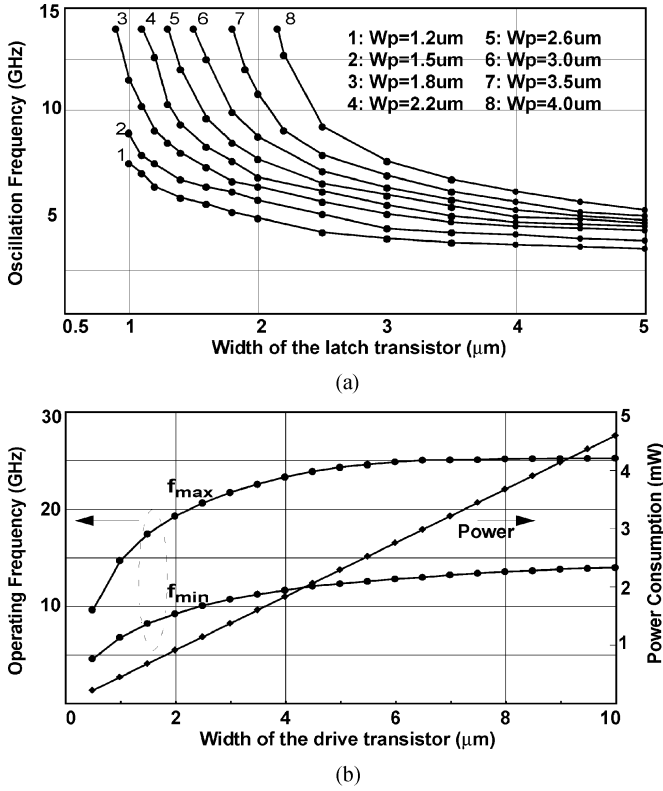 15
10
5
Oscillation Frequency (GHz)
3 4 5 6 7 8
2
1
1: Wp=1.2um 5: Wp=2.6um
2: Wp=1.5um 6: Wp=3.0um
3: Wp=1.8um 7: Wp=3.5um
4: Wp=2.2um 8: Wp=4.0um
0.5 1 2 3 4 5
Width of the latch transistor (μm)
(a)
30
20
10
Operating Frequency (GHz)
fmax
fmin
Power
5
4
3
2
1
Power Consumption (mW)
0 2 4 6 8 10
Width of the drive transistor (μm)
(b)